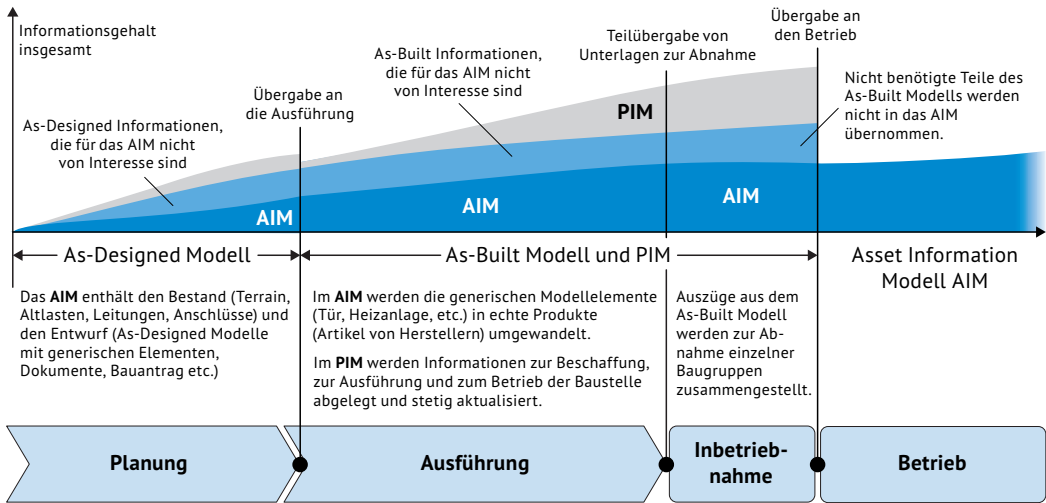 Informationsgehalt
insgesamt
As-Designed Informationen,
die für das AIM nicht
von Interesse sind
Übergabe an
die Ausführung
As-Built Informationen,
die für das AIM nicht
von Interesse sind
Teilübergabe von
Unterlagen zur Abnahme
Übergabe an
den Betrieb
Nicht benötigte Teile des
As-Built Modells werden
nicht in das AIM
übernommen.
PIM
AIM
AIM
AIM
As-Designed Modell
As-Built Modell und PIM
Asset Information
Modell AIM
Das AIM enthält den Bestand (Terrain,
Altlasten, Leitungen, Anschlüsse) und
den Entwurf (As-Designed Modelle
mit generischen Elementen,
Dokumente, Bauantrag etc.)
Im AIM werden die generischen Modellelemente
(Tür, Heizanlage, etc.) in echte Produkte
(Artikel von Herstellern) umgewandelt.
Im PIM werden Informationen zur Beschaffung,
zur Ausführung und zum Betrieb der Baustelle
abgelegt und stetig aktualisiert.
Auszüge aus dem
As-Built Modell
werden zur Ab-
nahme einzelner
Baugruppen
zusammengestellt.
Planung
Ausführung
Inbetrieb-
nahme
Betrieb